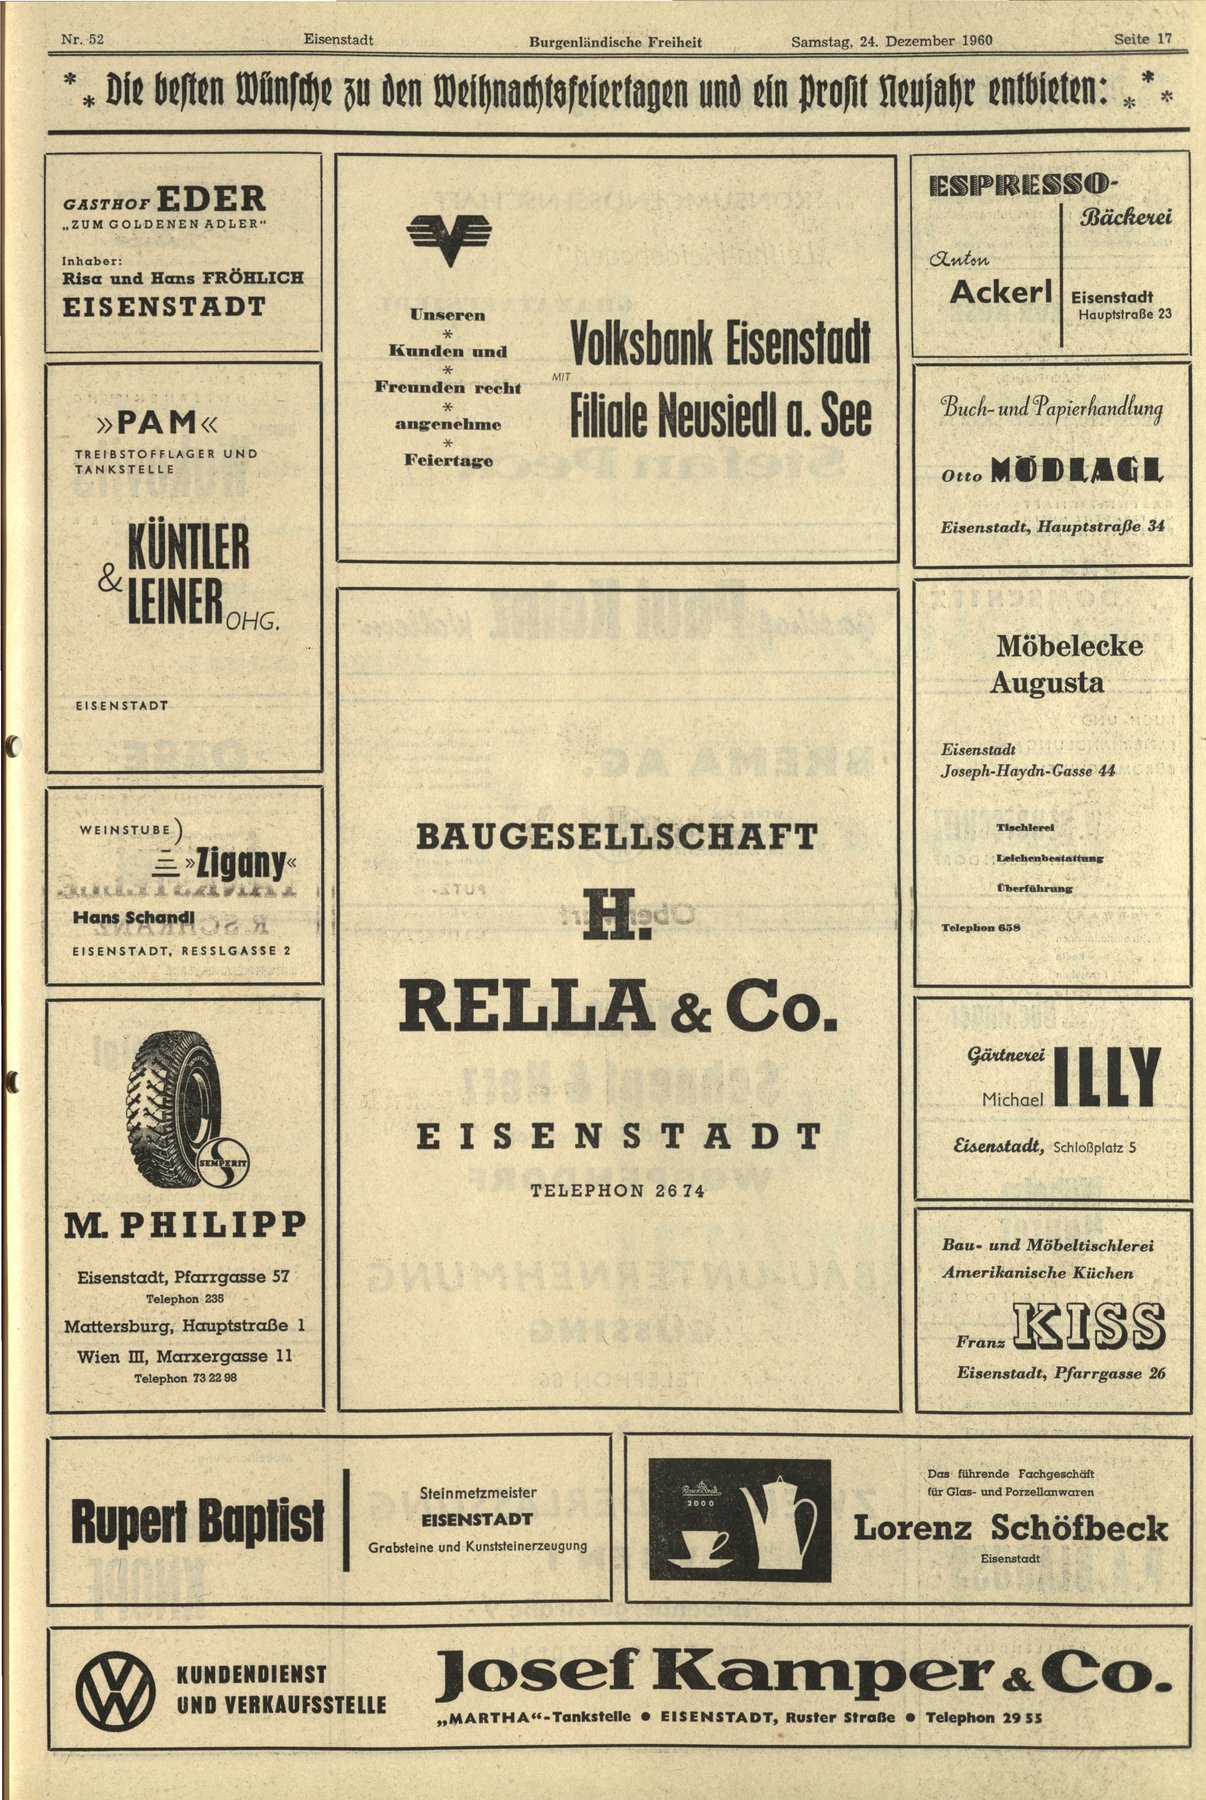 Nr. 52 Eisenstadt Burgenländische Freiheit Samstag, 24. Dezember 1960 Seite 17
* * Die besten Wünsche zu den Weihnachtsfeiertagen und ein Prosit Neujahr entbieten: * * *
GASTHOF EDER
„ZUM GOLDENEN ADLER"
Inhaber:
Risa und Hans FRÖHLICH
EISENSTADT
»PAM«
TREIBSTOFFLAGER UND
TANKSTELLE
KÜNTLER
& LEINER OHG.
EISENSTADT
WEINSTUBE
»Zigany«
Hans Schandl
EISENSTADT, RESSLGASSE 2
SEMPERIT
M. PHILIPP
Eisenstadt, Pfarrgasse 57
Telephon 235
Mattersburg, Hauptstraße 1
Wien III, Marxergasse 11
Telephon 73 22 98
Unseren
*
Kunden und
*
Freunden recht
*
angenehme
*
Feiertage
Volksbank Eisenstadt
MIT
Filiale Neusiedl a. See
BAUGESELLSCHAFT
H.
RELLA & Co.
EISENSTADT
TELEPHON 26 74
ESPRESSO-
Bäckerei
Anton
Ackerl
Eisenstadt
Hauptstraße 23
Buch- und Papierhandlung
Otto MÖDLAGL
Eisenstadt, Hauptstraße 34
Möbelecke
Augusta
Eisenstadt
Joseph-Haydn-Gasse 44
Tischlerei
Leichenbestattung
Überführung
Telephon 658
Gärtnerei
Michael ILLY
Eisenstadt, Schloßplatz 5
Bau- und Möbeltischlerei
Amerikanische Küchen
Franz KISS
Eisenstadt, Pfarrgasse 26
Rupert Baptist
Steinmetzmeister
EISENSTADT
Grabsteine und Kunststeinerzeugung
Rosenthal
2000
Das führende Fachgeschäft
für Glas- und Porzellanwaren
Lorenz Schöfbeck
Eisenstadt
VW
KUNDENDIENST
UND VERKAUFSSTELLE
Josef Kamper & Co.
„MARTHA“-Tankstelle ● EISENSTADT, Ruster Straße ● Telephon 29 55